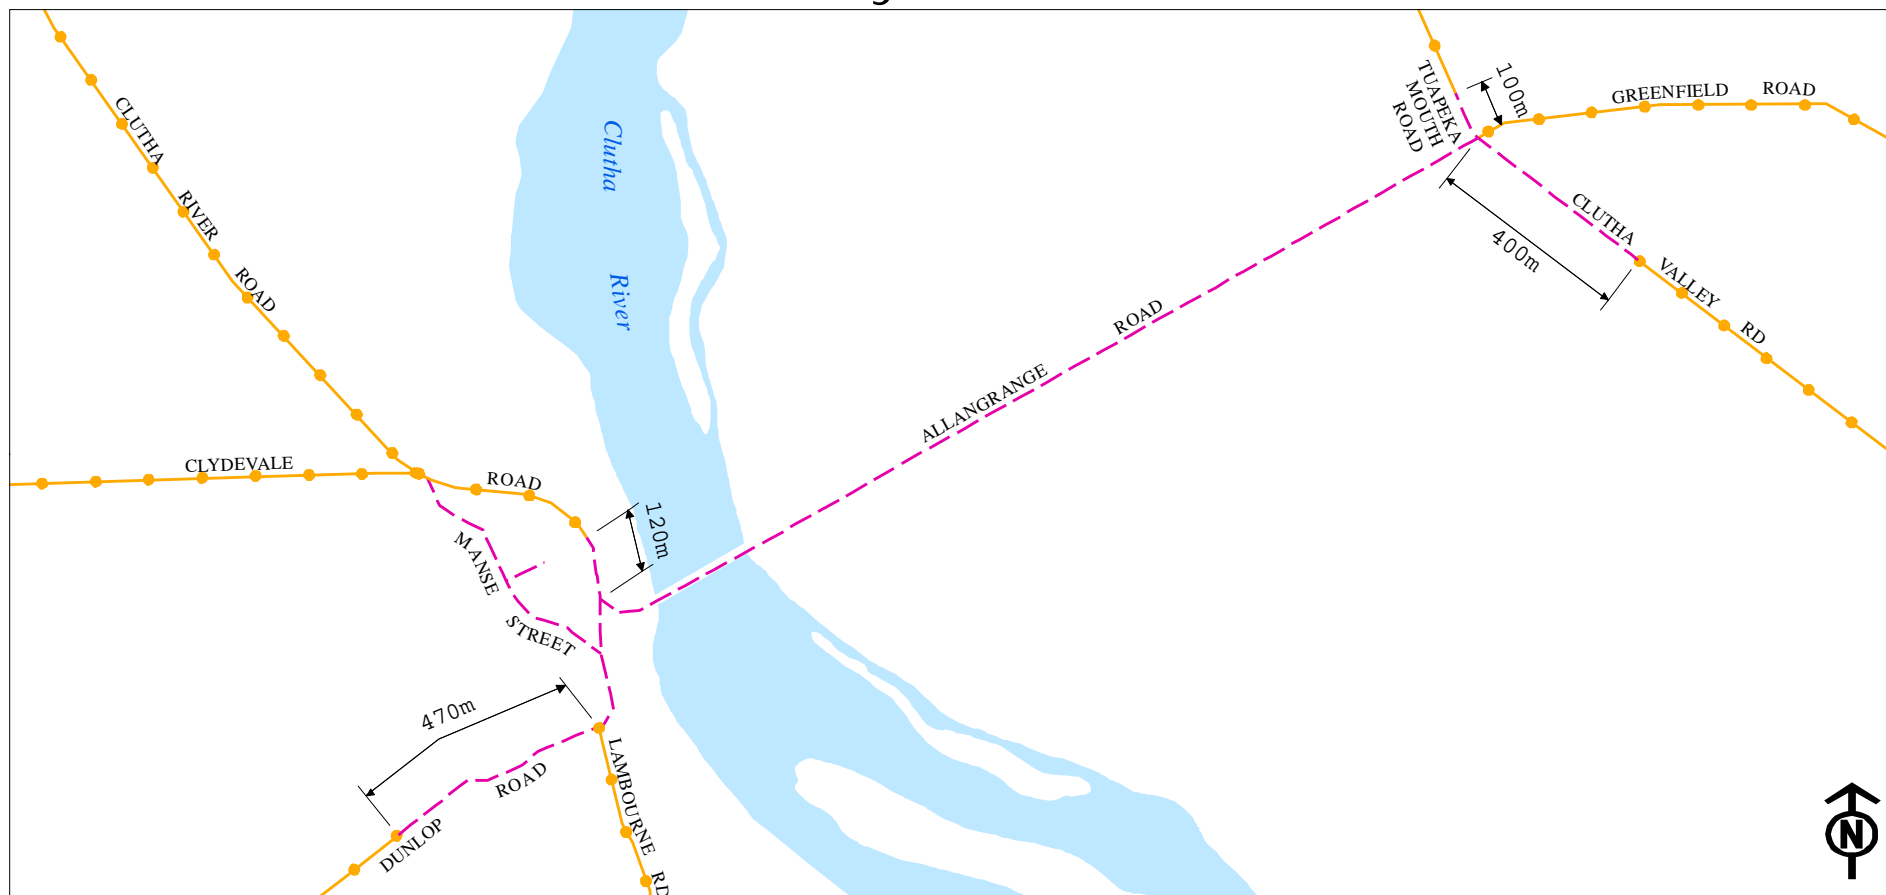 TUAPEKA
MOUTH
ROAD
100m
GREENFIELD ROAD
CLUTHA RIVER ROAD
Clutha River
CLUTHA VALLEY RD
400m
ALLANGRANGE ROAD
CLYDEVALE ROAD
120m
MANSE STREET
470m
DUNLOP ROAD
LAMBOURNE RD
N